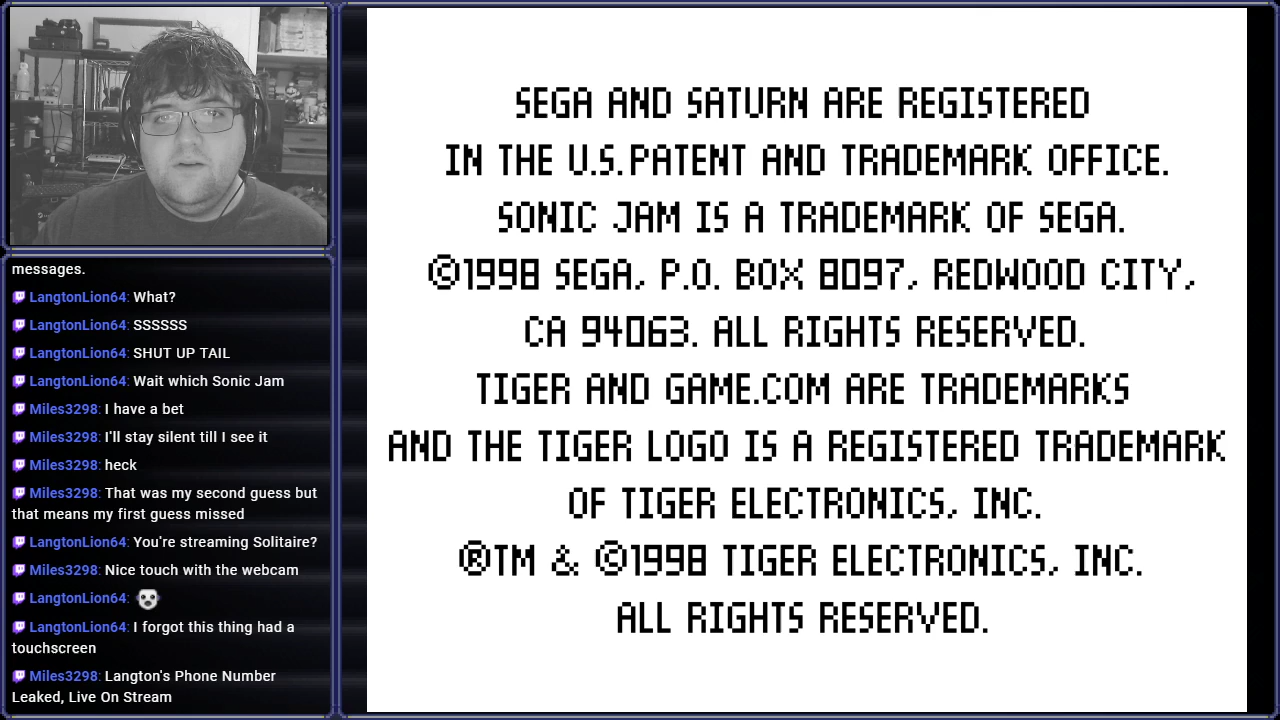 messages.
LangtonLion64: What?
LangtonLion64: SSSSSS
LangtonLion64: SHUT UP TAIL
LangtonLion64: Wait which Sonic Jam
Miles3298: I have a bet
Miles3298: I'll stay silent till I see it
Miles3298: heck
Miles3298: That was my second guess but
that means my first guess missed
LangtonLion64: You're streaming Solitaire?
Miles3298: Nice touch with the webcam
LangtonLion64:
LangtonLion64: I forgot this thing had a
touchscreen
Miles3298: Langton's Phone Number
Leaked, Live On Stream
SEGA AND SATURN ARE REGISTERED
IN THE U.S.PATENT AND TRADEMARK OFFICE.
SONIC JAM IS A TRADEMARK OF SEGA.
©1998 SEGA, P.O. BOX 8097, REDWOOD CITY,
CA 94063. ALL RIGHTS RESERVED.
TIGER AND GAME.COM ARE TRADEMARKS
AND THE TIGER LOGO IS A REGISTERED TRADEMARK
OF TIGER ELECTRONICS, INC.
®TM & ©1998 TIGER ELECTRONICS, INC.
ALL RIGHTS RESERVED.